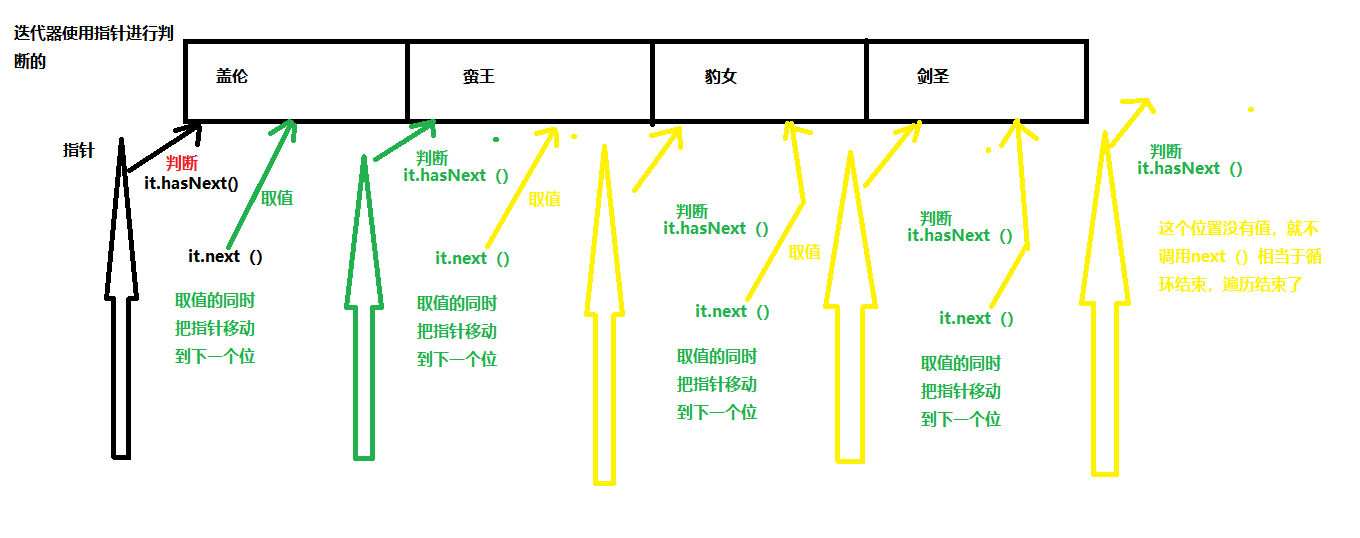 迭代器使用指针进行判
断的
盖伦
蛮王
豹女
剑圣
指针
判断
it.hasNext()
取值
it.next（）
取值的同时
把指针移动
到下一个位
判断
it.hasNext（）
取值
it.next（）
取值的同时
把指针移动
到下一个位
判断
it.hasNext（）
取值
it.next（）
取值的同时
把指针移动
到下一个位
判断
it.hasNext（）
it.next（）
取值的同时
把指针移动
到下一个位
判断
it.hasNext（）
这个位置没有值，就不
调用next（）相当于循
环结束，遍历结束了